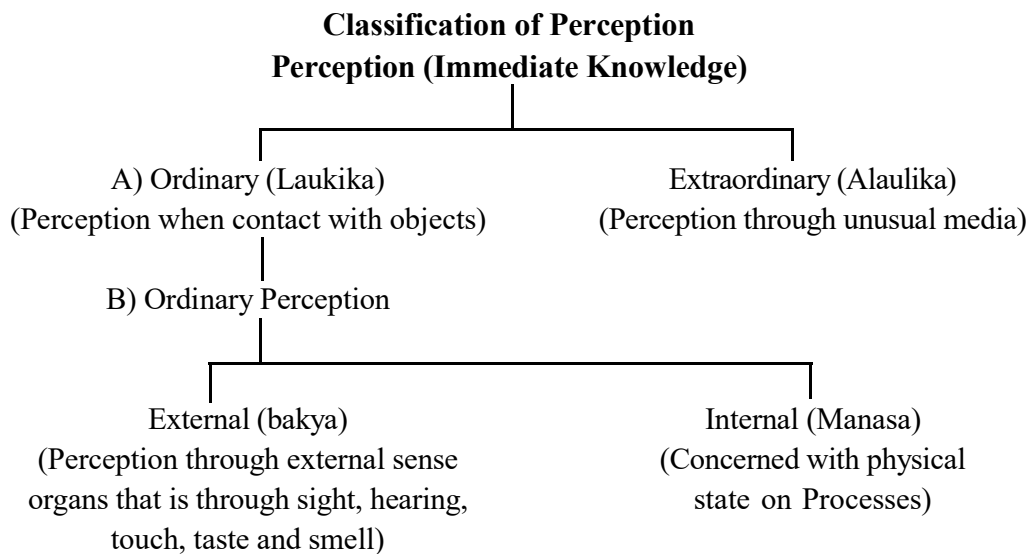 Classification of Perception
Perception (Immediate Knowledge)
A) Ordinary (Laukika)
(Perception when contact with objects)
Extraordinary (Alaulika)
(Perception through unusual media)
B) Ordinary Perception
External (bakya)
(Perception through external sense
organs that is through sight, hearing,
touch, taste and smell)
Internal (Manasa)
(Concerned with physical
state on Processes)